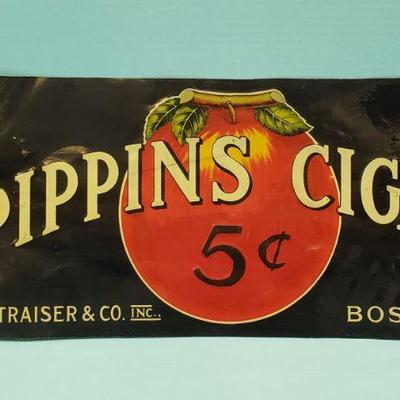 PIPPINS CIG
5¢
TRAISER & CO. INC.,
BOS